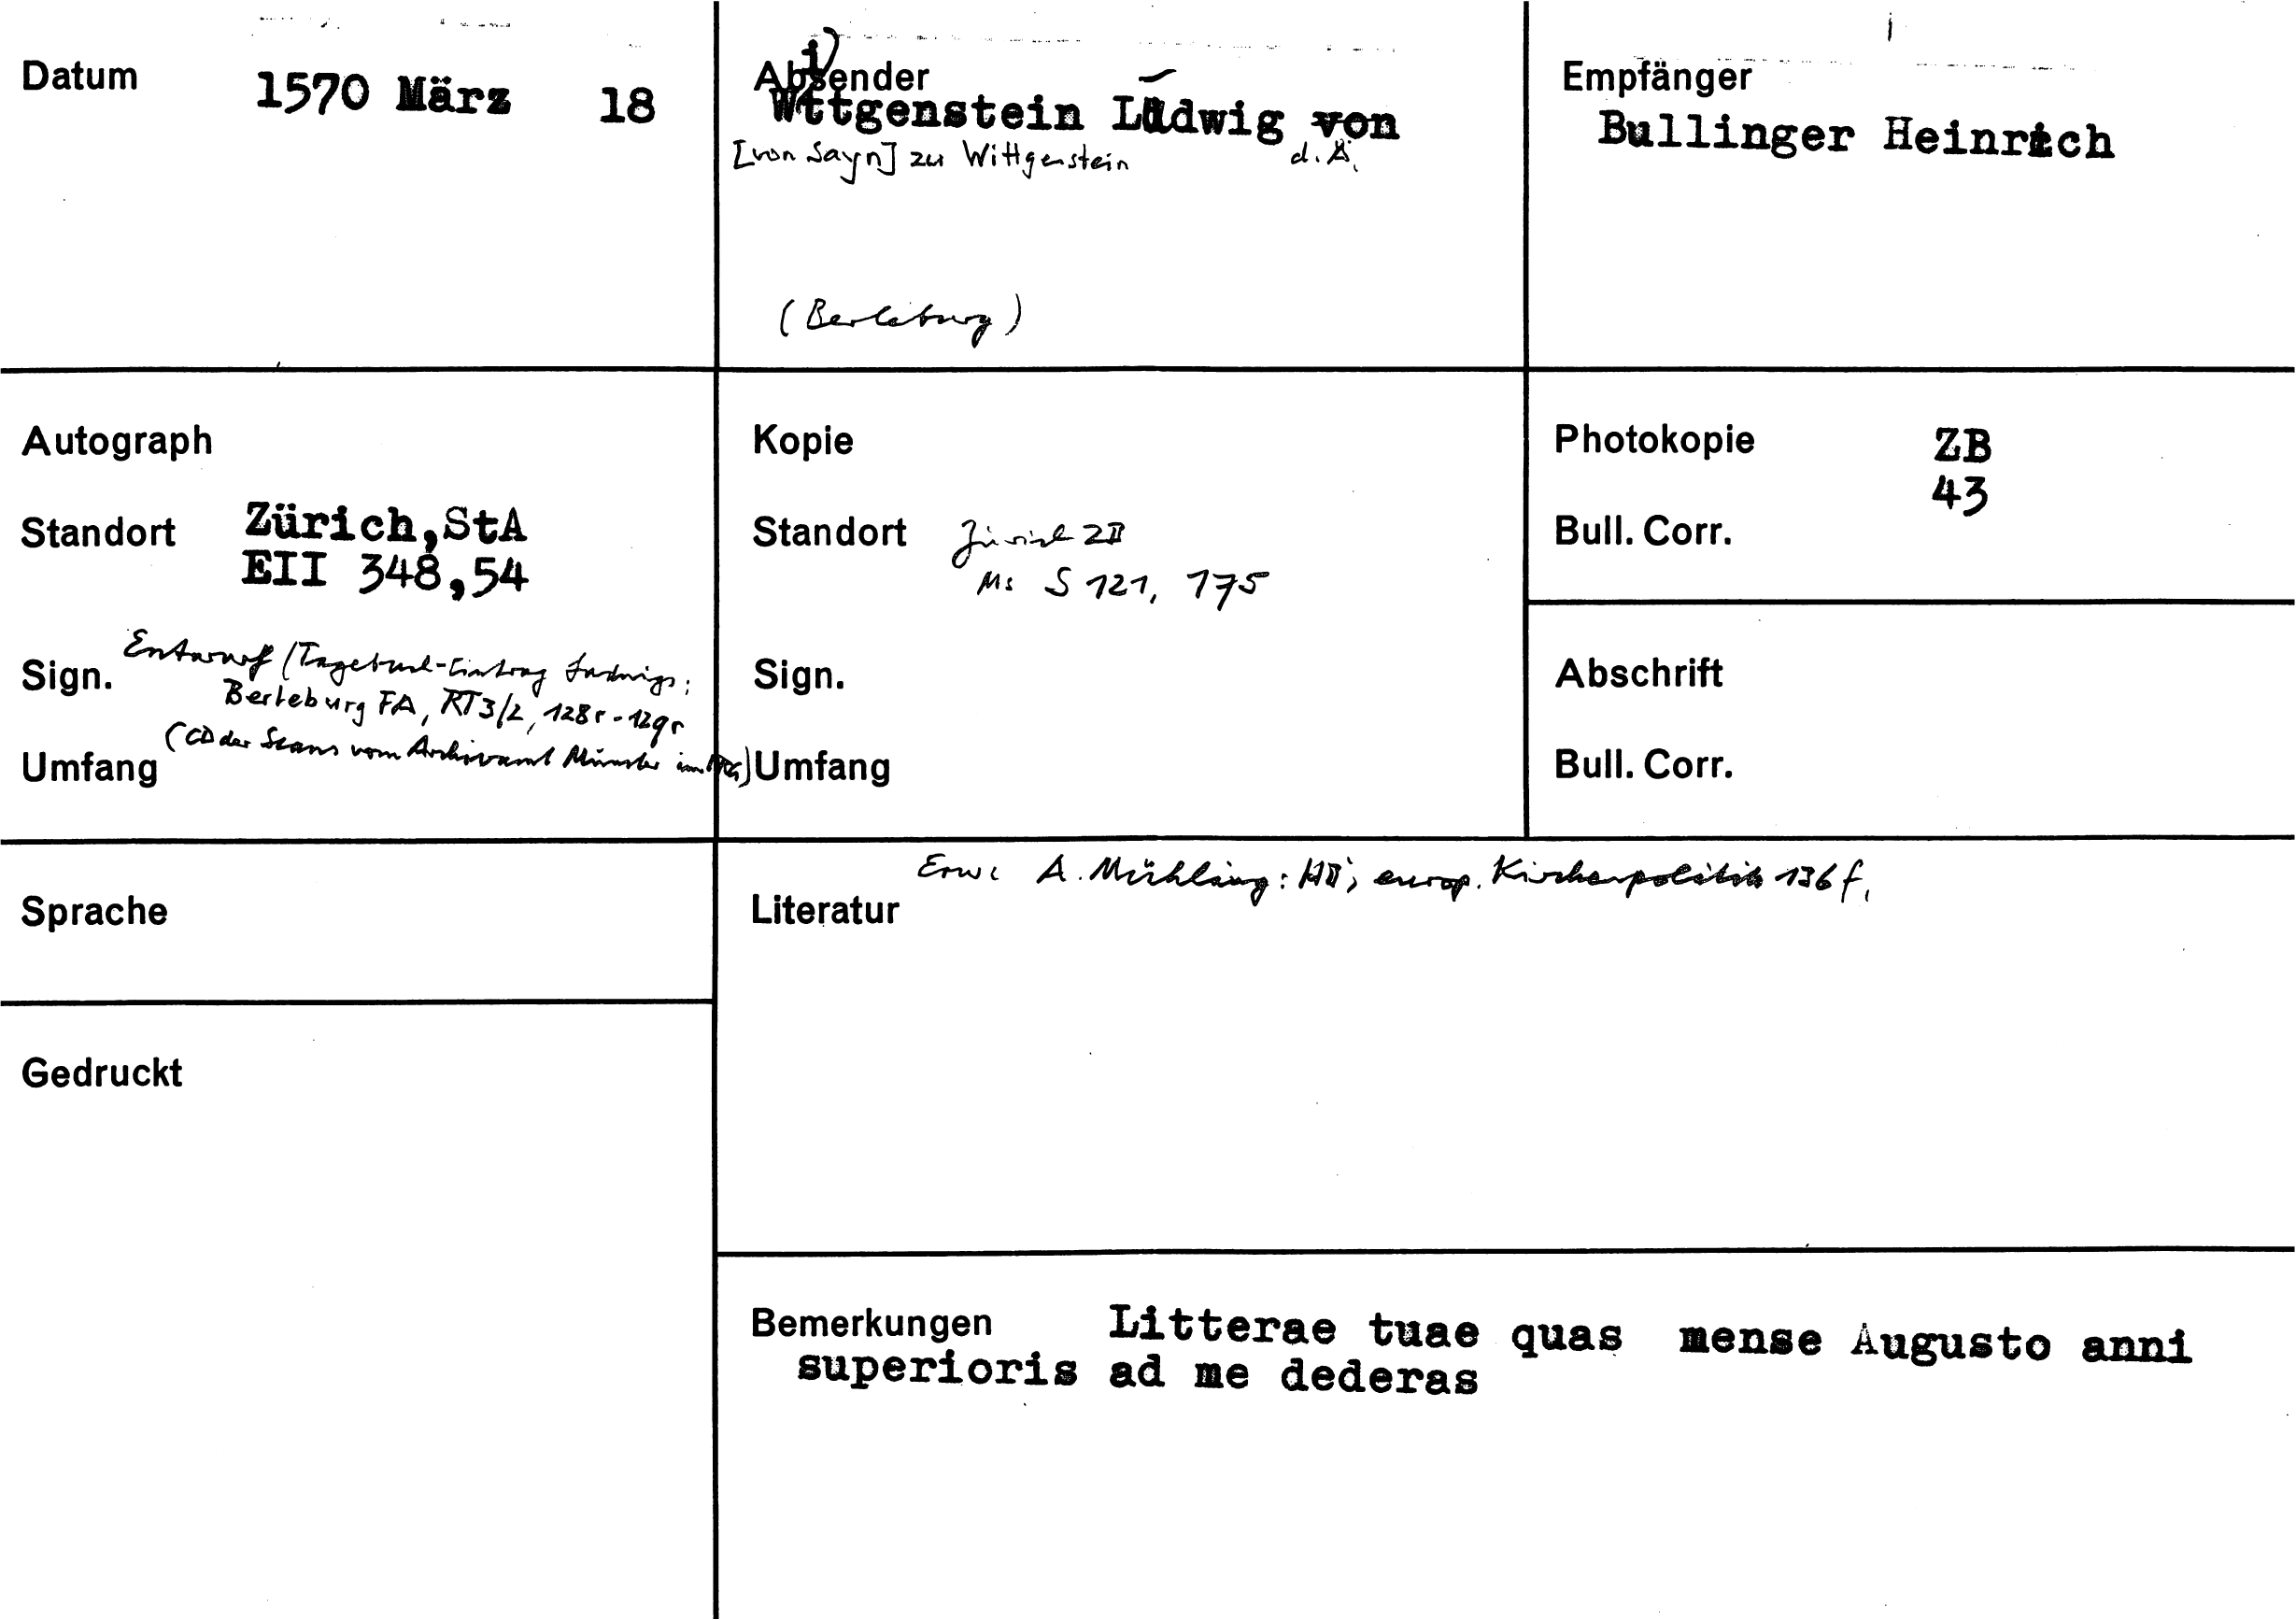 Datum 1570 März 18
Absender
i
Wttgenstein Ludwig von
[von Sayn] zu Wittgenstein d. Ä.
(Berleburg)
Empfänger
Bullinger Heinrich
Autograph
Standort Zürich,StA
EII 348,54
Sign. Entwurf (Tagebuch-Eintrag Ludwigs:
Berleburg FA, RT 3/2, 128r-129r
(CD der Scans vom Archivamt Münster im
Umfang
Kopie
Standort Zürich ZB
Ms S 121, 175
Sign.
Umfang
Photokopie ZB
43
Bull. Corr.
Abschrift
Bull. Corr.
Sprache
Erw: A. Mühling: HB's europ. Kirchenpolitik 136 f.
Literatur
Gedruckt
Bemerkungen Litterae tuae quas mense Augusto anni
superioris ad me dederas